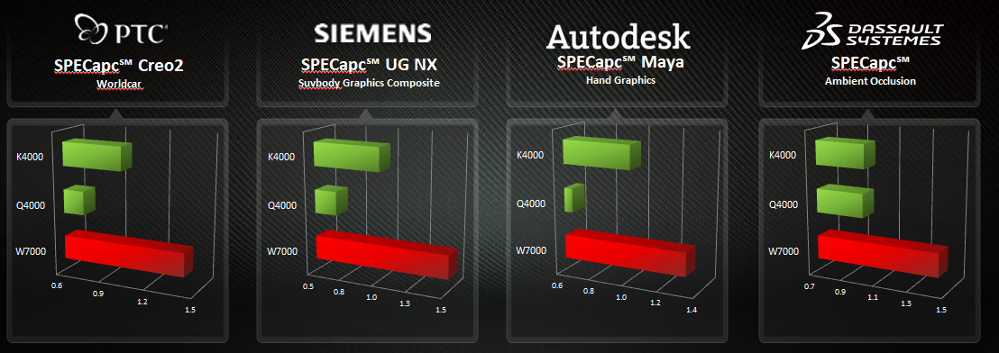 PTC®
SPECapc℠ Creo2
Worldcar
K4000
Q4000
W7000
0.6
0.9
1.2
1.5
SIEMENS
SPECapc℠ UG NX
Suvbody Graphics Composite
0.5
0.8
1.0
1.3
1.5
Autodesk
SPECapc℠ Maya
Hand Graphics
K4000
Q4000
W7000
0.6
0.8
1.0
1.2
1.4
DASSAULT
SYSTEMES
SPECapc℠
Ambient Occlusion
K4000
Q4000
W7000
0.7
0.9
1.1
1.3
1.5